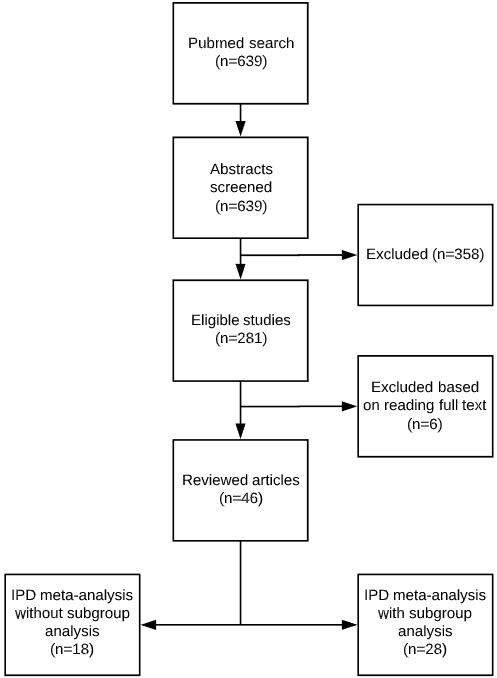 Pubmed search
(n=639)
Abstracts
screened
(n=639)
Excluded (n=358)
Eligible studies
(n=281)
Excluded based
on reading full text
(n=6)
Reviewed articles
(n=46)
IPD meta-analysis
without subgroup
analysis
(n=18)
IPD meta-analysis
with subgroup
analysis
(n=28)